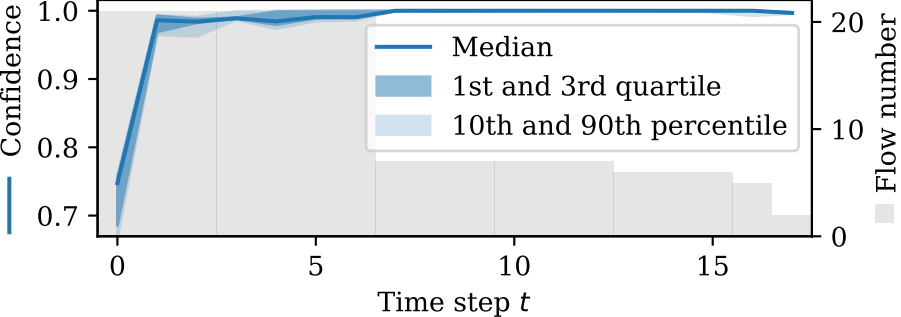 Confidence
1.0
0.9
0.8
0.7
Median
1st and 3rd quartile
10th and 90th percentile
20
10
0
Flow number
0 5 10 15
Time step t